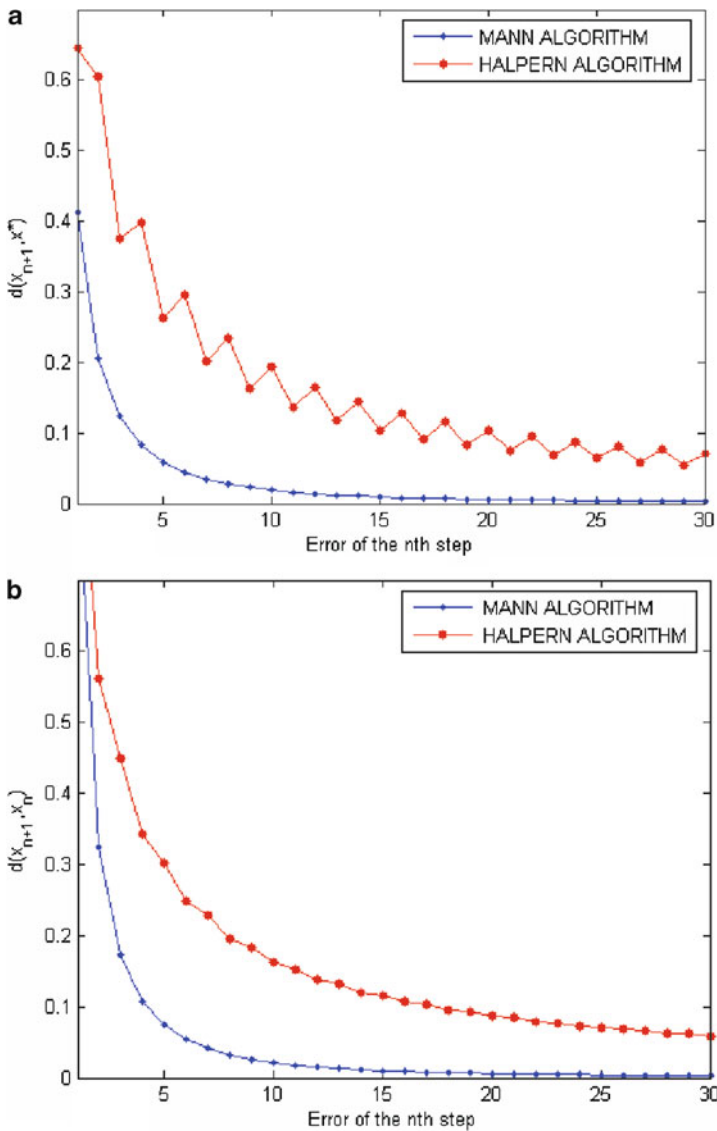 a
MANN ALGORITHM
HALPERN ALGORITHM
0.6
0.5
0.4
0.3
0.2
0.1
0
d(x_{n+1},x*)
5 10 15 20 25 30
Error of the nth step
b
MANN ALGORITHM
HALPERN ALGORITHM
0.6
0.5
0.4
0.3
0.2
0.1
0
d(x_{n+1},x_n)
5 10 15 20 25 30
Error of the nth step